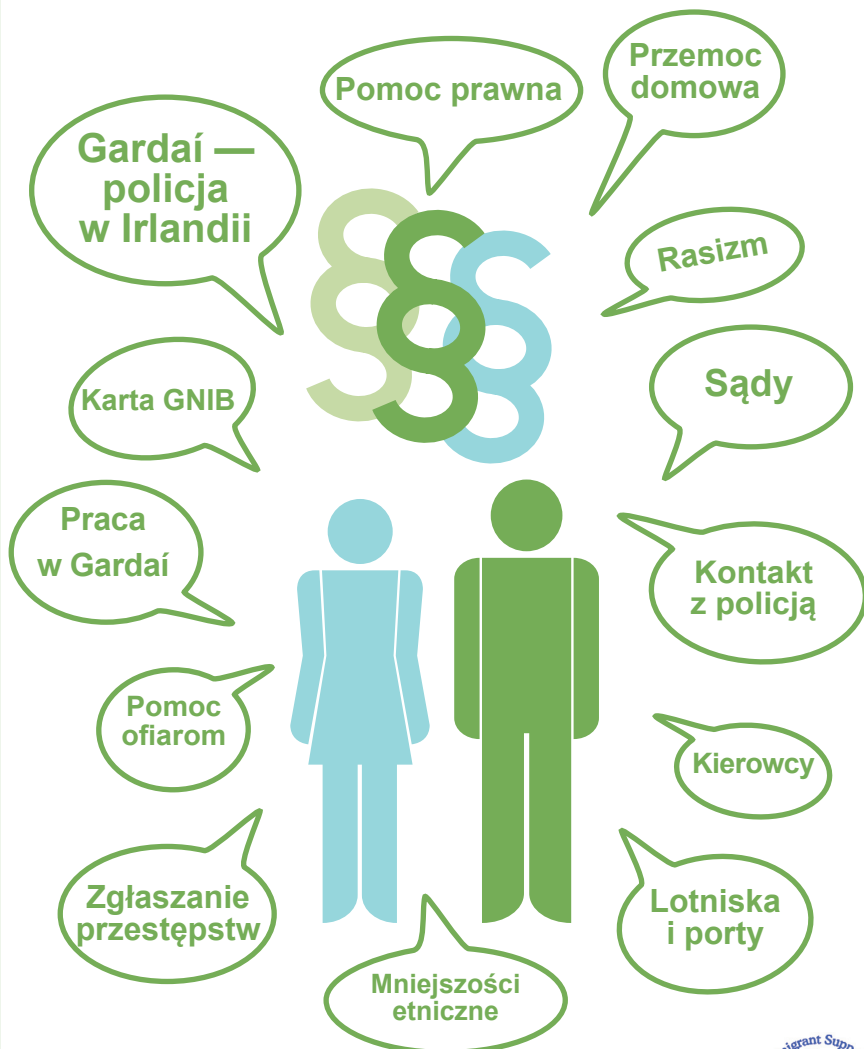 Przemoc
domowa
Pomoc prawna
Gardaí —
policja
w Irlandii
Rasizm
Karta GNIB
Sądy
Praca
w Gardaí
Kontakt
z policją
Pomoc
ofiarom
Kierowcy
Zgłaszanie
przestępstw
Lotniska
i porty
Mniejszości
etniczne